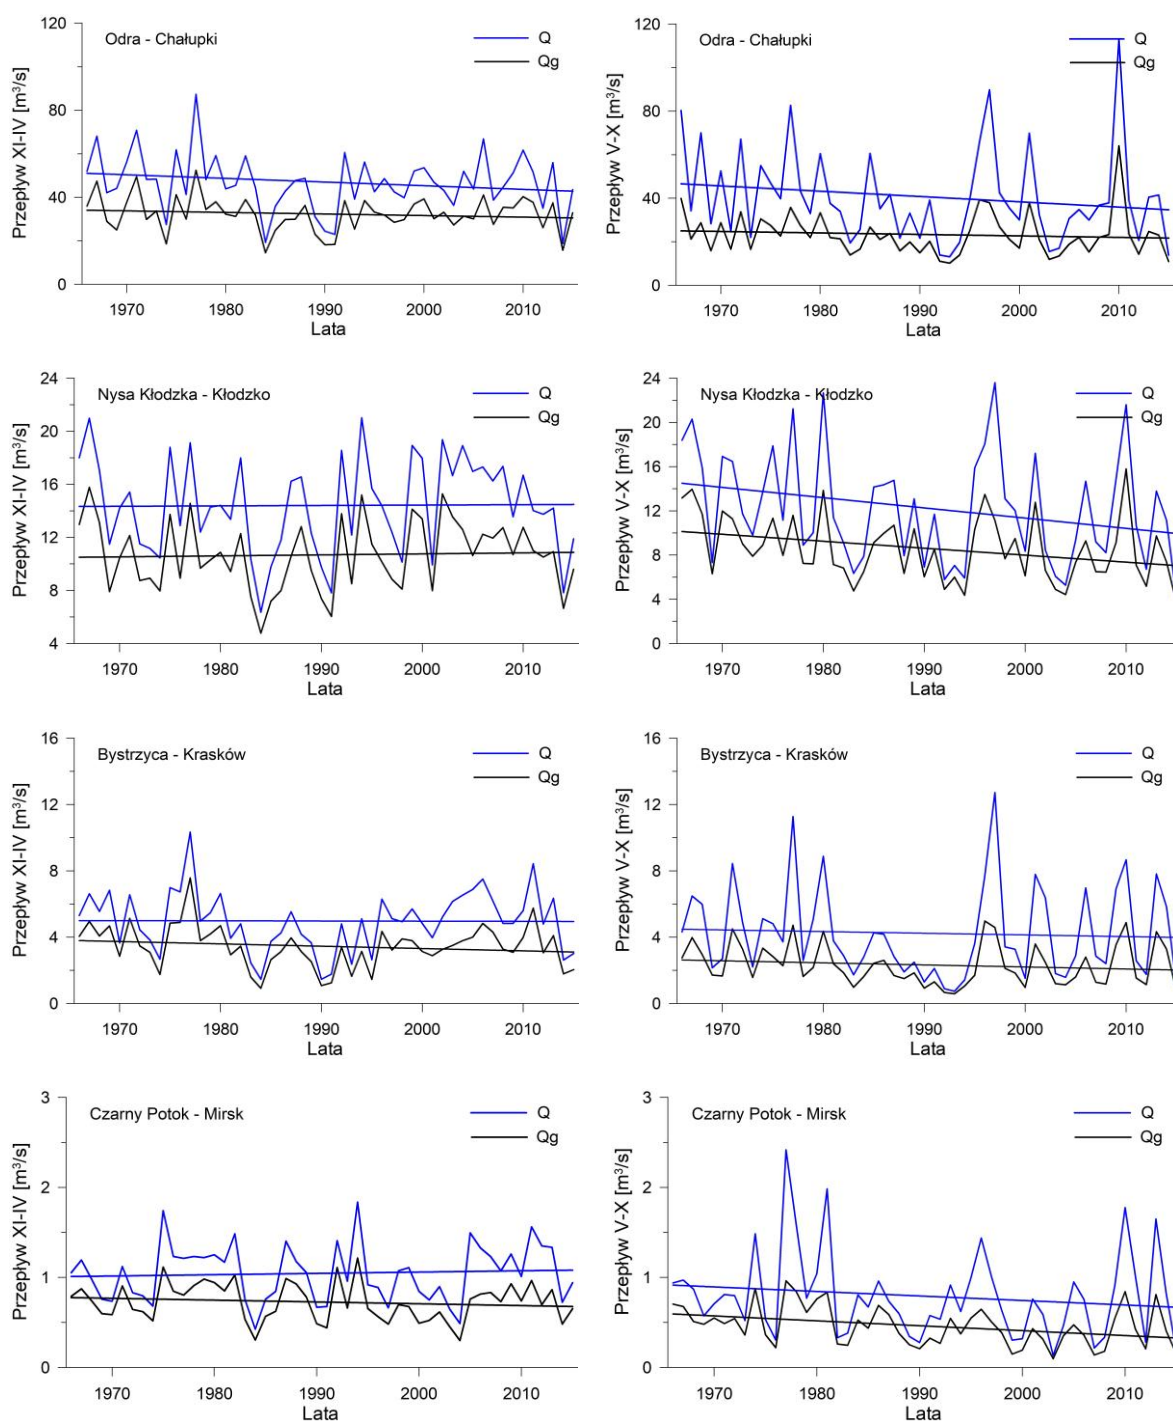 Odra - Chałupki
Q
Qg
Przepływ XI-IV [m³/s]
120
80
40
0
1970 1980 1990 2000 2010
Lata
Odra - Chałupki
Q
Qg
Przepływ V-X [m³/s]
120
80
40
0
1970 1980 1990 2000 2010
Lata
Nysa Kłodzka - Kłodzko
Q
Qg
Przepływ XI-IV [m³/s]
24
20
16
12
8
4
1970 1980 1990 2000 2010
Lata
Nysa Kłodzka - Kłodzko
Q
Qg
Przepływ V-X [m³/s]
24
20
16
12
8
4
0
1970 1980 1990 2000 2010
Lata
Bystrzyca - Krasków
Q
Qg
Przepływ XI-IV [m³/s]
16
12
8
4
0
1970 1980 1990 2000 2010
Lata
Bystrzyca - Krasków
Q
Qg
Przepływ V-X [m³/s]
16
12
8
4
0
1970 1980 1990 2000 2010
Lata
Czarny Potok - Mirsk
Q
Qg
Przepływ XI-IV [m³/s]
3
2
1
0
1970 1980 1990 2000 2010
Lata
Czarny Potok - Mirsk
Q
Qg
Przepływ V-X [m³/s]
3
2
1
0
1970 1980 1990 2000 2010
Lata